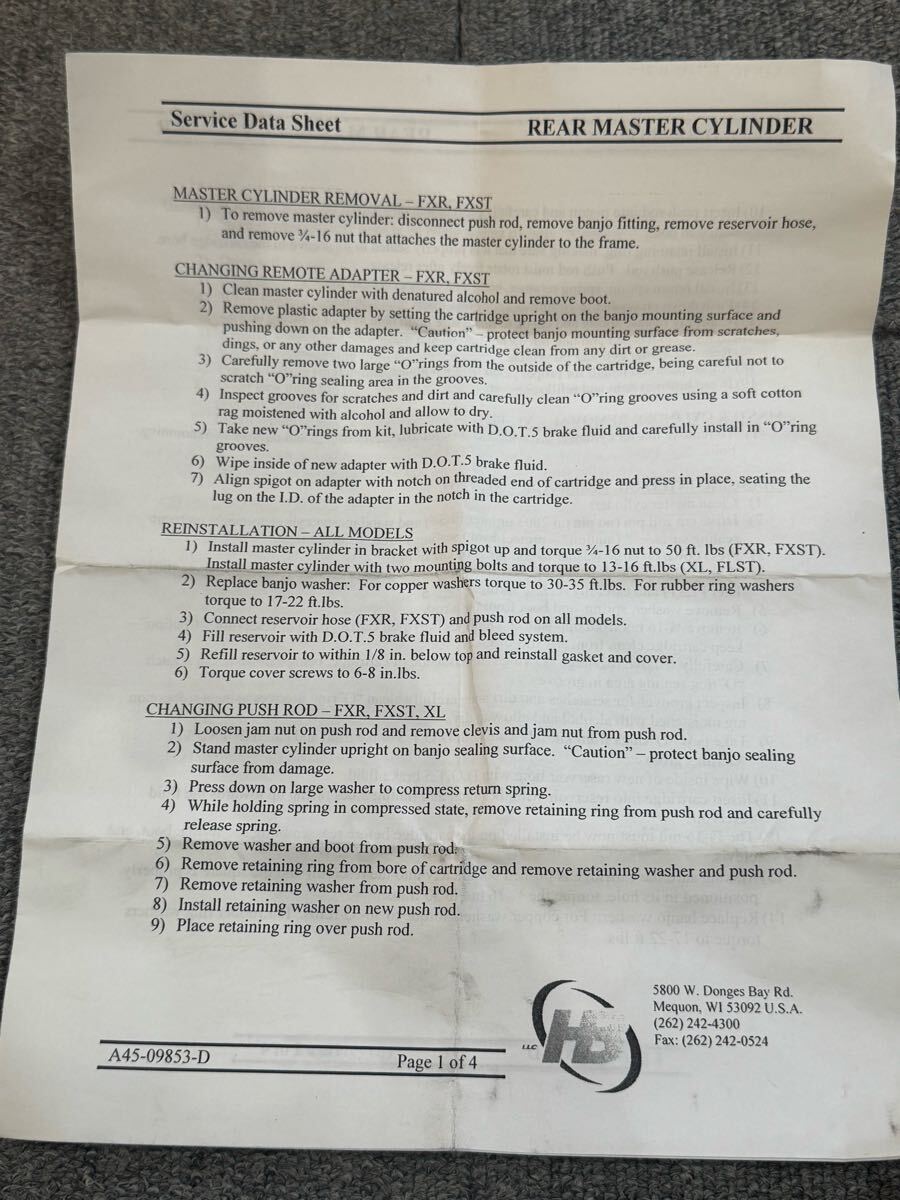 Service Data Sheet REAR MASTER CYLINDER
MASTER CYLINDER REMOVAL – FXR, FXST
1) To remove master cylinder: disconnect push rod, remove banjo fitting, remove reservoir hose,
and remove ¾-16 nut that attaches the master cylinder to the frame.
CHANGING REMOTE ADAPTER – FXR, FXST
1) Clean master cylinder with denatured alcohol and remove boot.
2) Remove plastic adapter by setting the cartridge upright on the banjo mounting surface and
pushing down on the adapter. “Caution” – protect banjo mounting surface from scratches,
dings, or any other damages and keep cartridge clean from any dirt or grease.
3) Carefully remove two large “O”rings from the outside of the cartridge, being careful not to
scratch “O”ring sealing area in the grooves.
4) Inspect grooves for scratches and dirt and carefully clean “O”ring grooves using a soft cotton
rag moistened with alcohol and allow to dry.
5) Take new “O”rings from kit, lubricate with D.O.T.5 brake fluid and carefully install in “O”ring
grooves.
6) Wipe inside of new adapter with D.O.T.5 brake fluid.
7) Align spigot on adapter with notch on threaded end of cartridge and press in place, seating the
lug on the I.D. of the adapter in the notch in the cartridge.
REINSTALLATION – ALL MODELS
1) Install master cylinder in bracket with spigot up and torque ¾-16 nut to 50 ft. lbs (FXR, FXST).
Install master cylinder with two mounting bolts and torque to 13-16 ft.lbs (XL, FLST).
2) Replace banjo washer: For copper washers torque to 30-35 ft.lbs. For rubber ring washers
torque to 17-22 ft.lbs.
3) Connect reservoir hose (FXR, FXST) and push rod on all models.
4) Fill reservoir with D.O.T.5 brake fluid and bleed system.
5) Refill reservoir to within 1/8 in. below top and reinstall gasket and cover.
6) Torque cover screws to 6-8 in.lbs.
CHANGING PUSH ROD – FXR, FXST, XL
1) Loosen jam nut on push rod and remove clevis and jam nut from push rod.
2) Stand master cylinder upright on banjo sealing surface. “Caution” – protect banjo sealing
surface from damage.
3) Press down on large washer to compress return spring.
4) While holding spring in compressed state, remove retaining ring from push rod and carefully
release spring.
5) Remove washer and boot from push rod.
6) Remove retaining ring from bore of cartridge and remove retaining washer and push rod.
7) Remove retaining washer from push rod.
8) Install retaining washer on new push rod.
9) Place retaining ring over push rod.
A45-09853-D Page 1 of 4
LLC HB
5800 W. Donges Bay Rd.
Mequon, WI 53092 U.S.A.
(262) 242-4300
Fax: (262) 242-0524